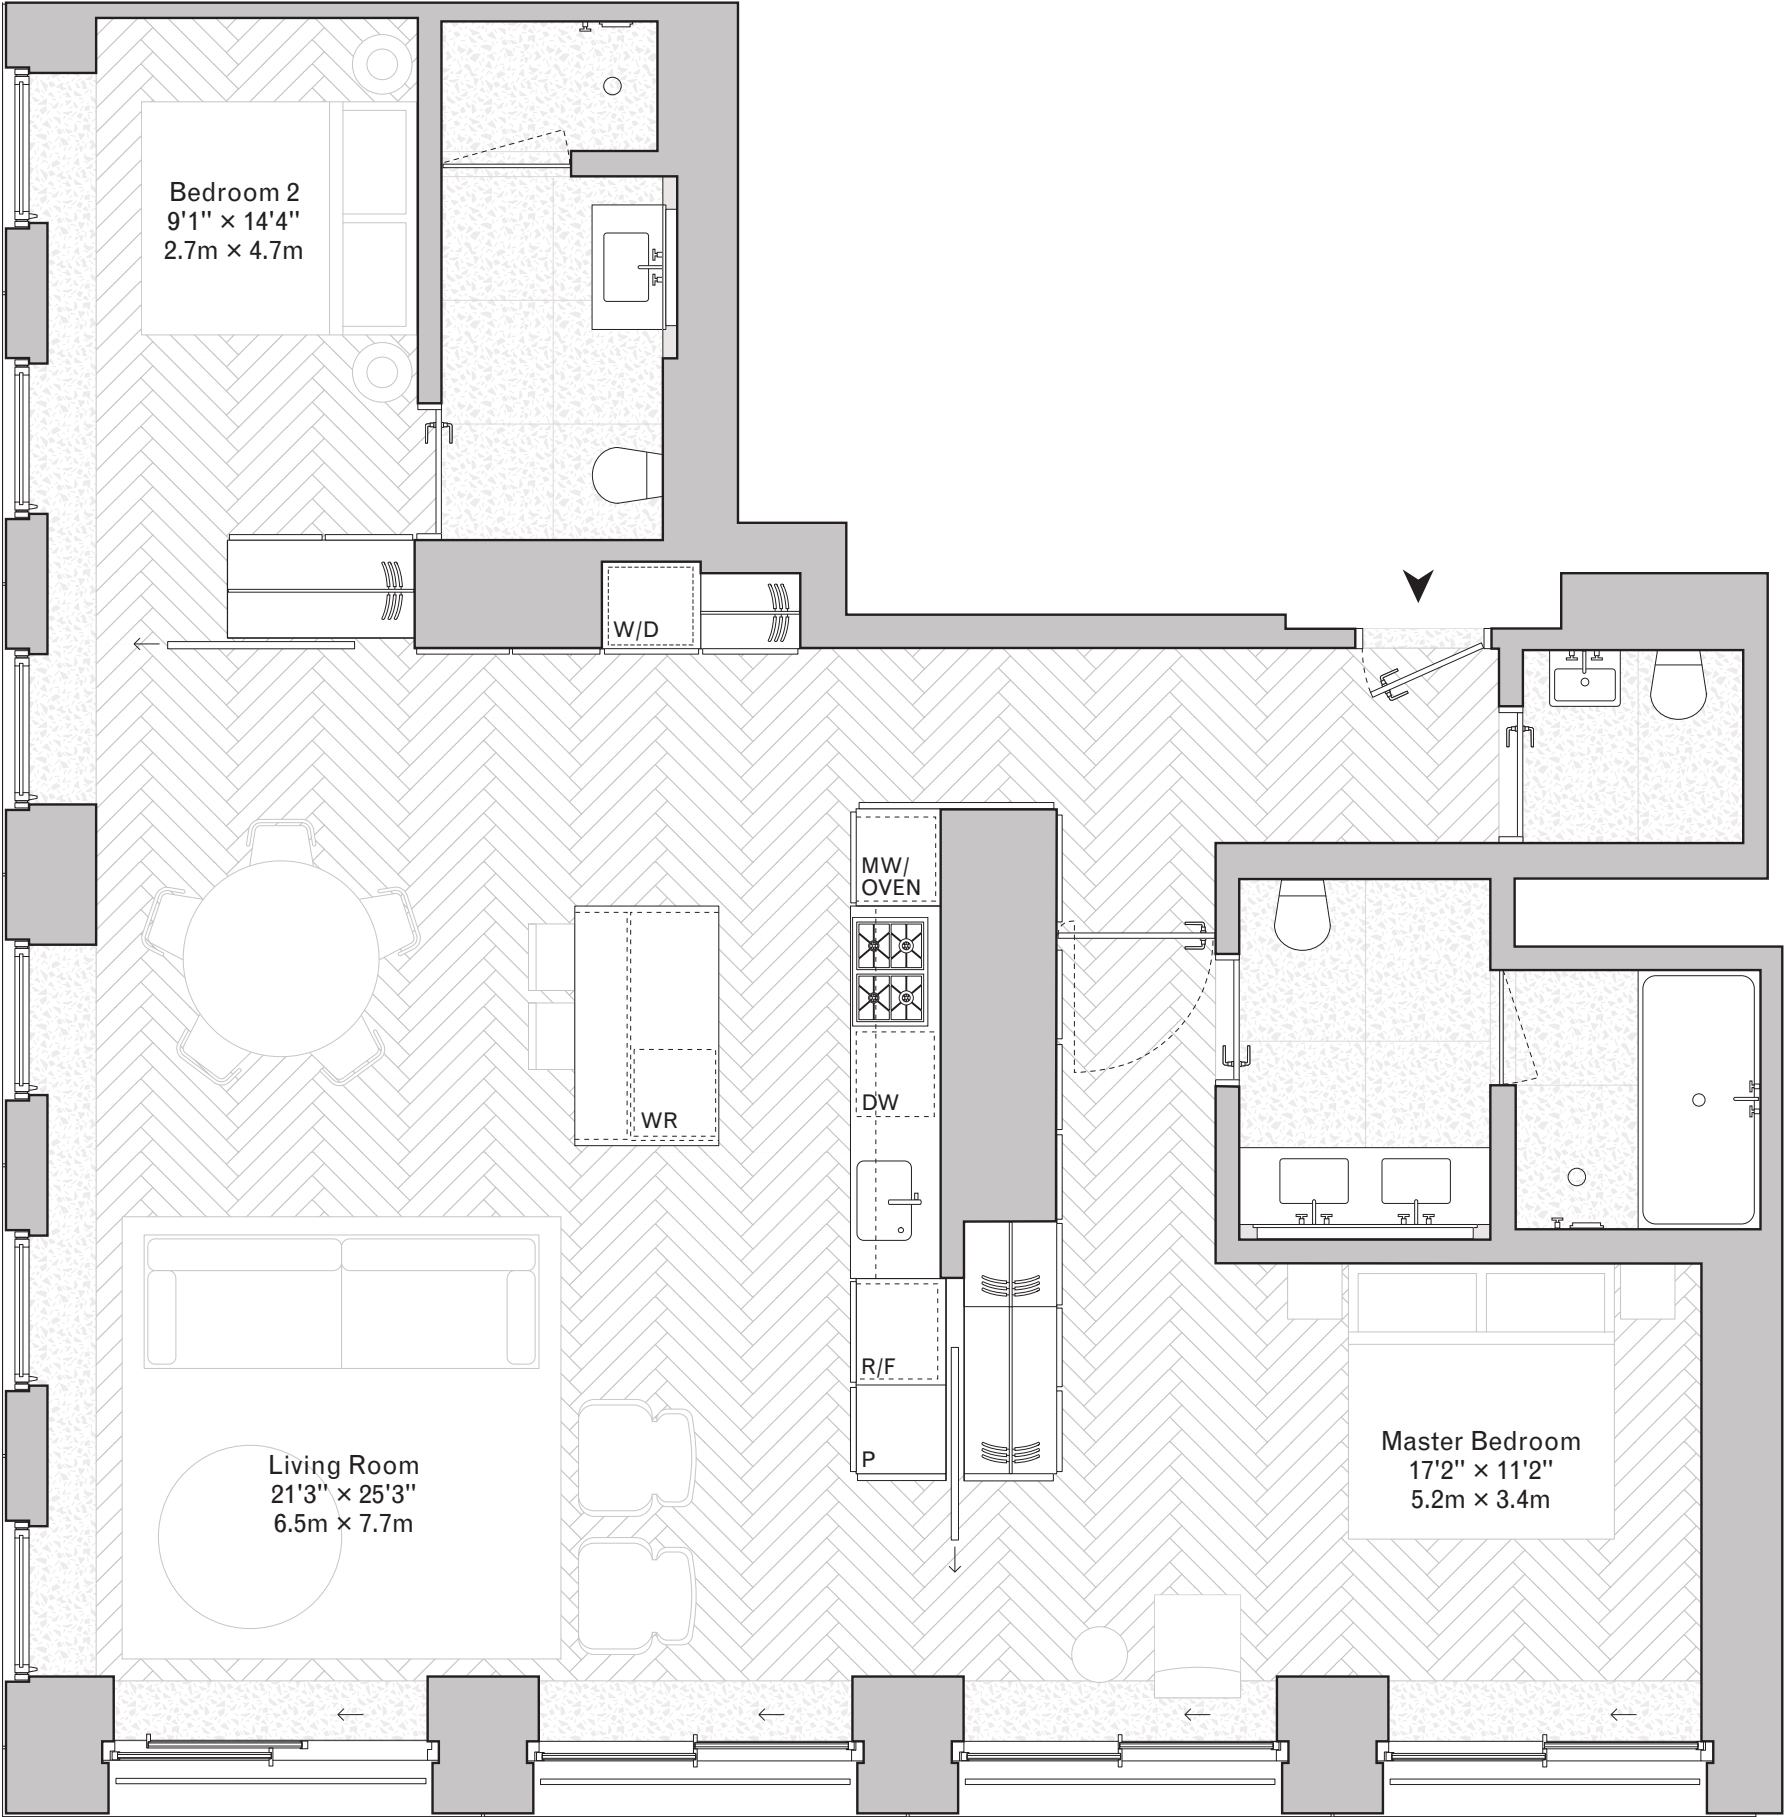 Bedroom 2
9'1'' × 14'4''
2.7m × 4.7m
W/D
MW/
OVEN
DW
WR
R/F
P
Living Room
21'3'' × 25'3''
6.5m × 7.7m
Master Bedroom
17'2'' × 11'2''
5.2m × 3.4m